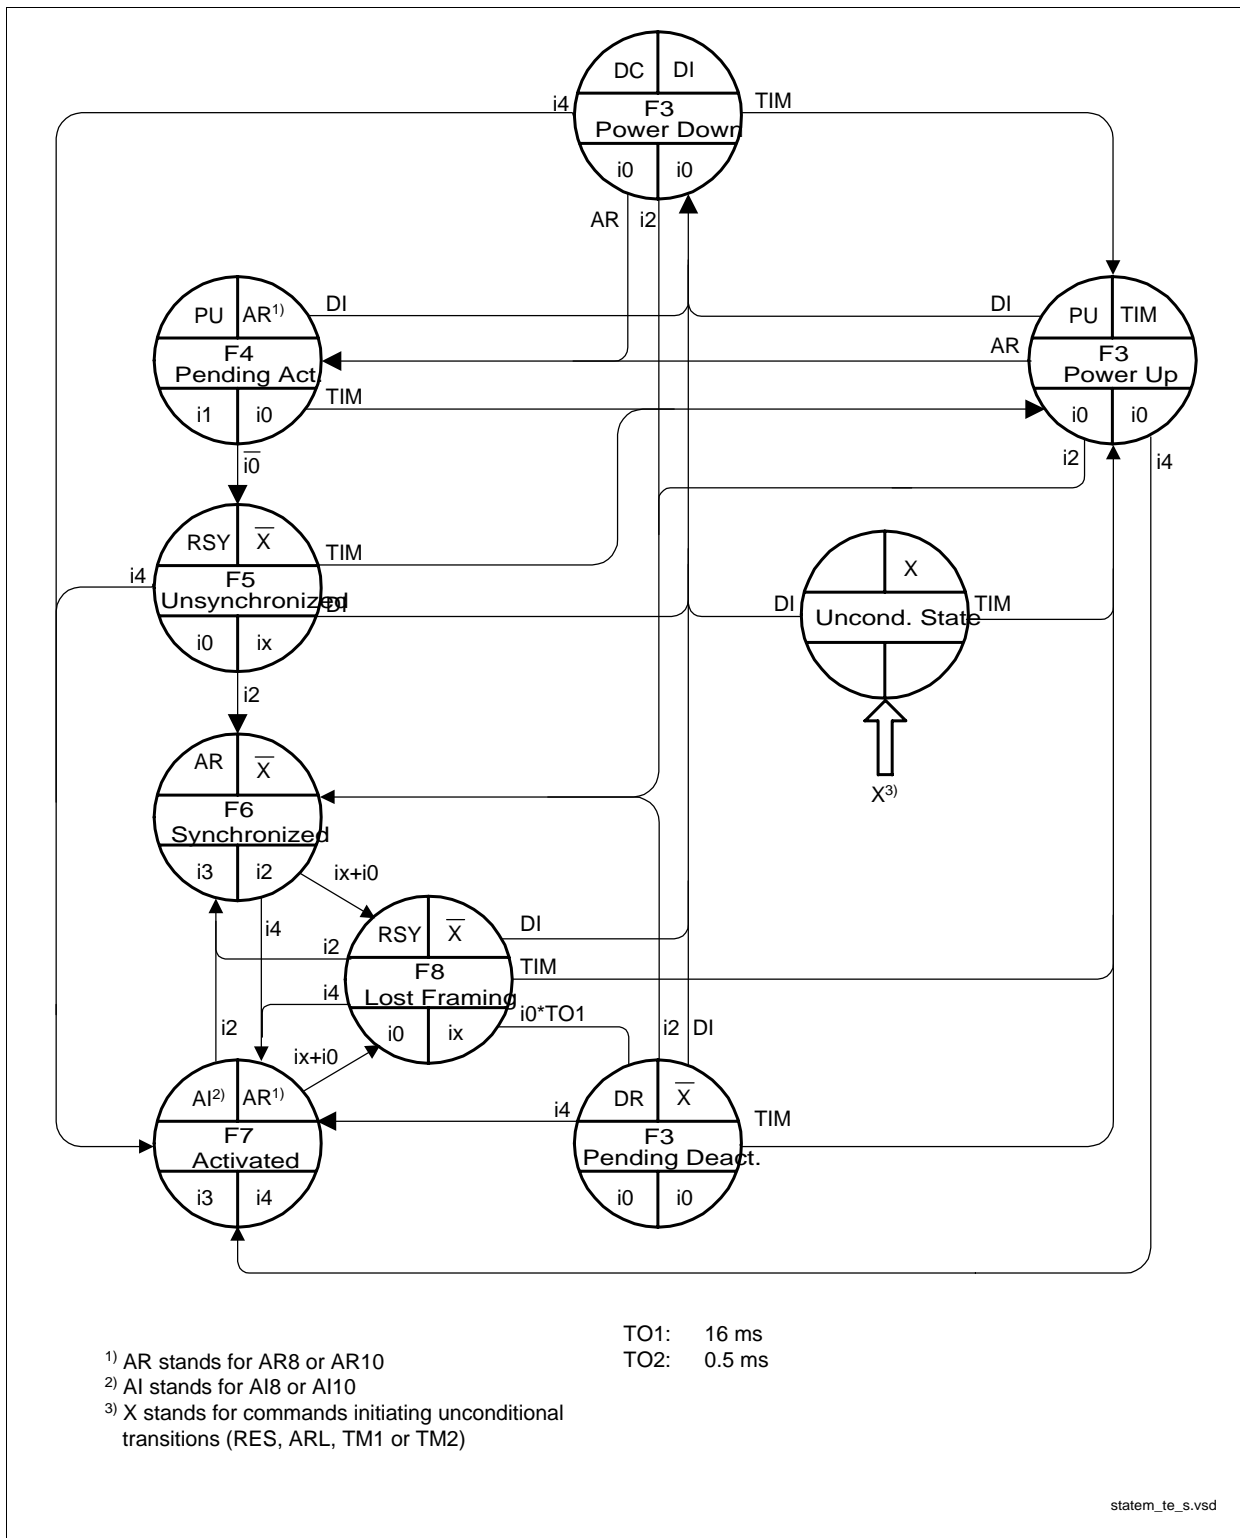 DC DI
i4 TIM
F3
Power Down
i0 i0
AR i2
PU AR1)
DI
F4
Pending Act.
TIM
i1 i0
i0
DI
PU TIM
AR
F3
Power Up
i0 i0
i2 i4
RSY X
TIM
i4
F5
Unsynchronized
DI
i0 ix
i2
X
DI TIM
Uncond. State
X3)
AR X
F6
Synchronized
i3 i2
ix+i0
i4
RSY X
DI
i2
TIM
F8
i4
Lost Framing
i0*TO1
i0 ix
i2
ix+i0
i2 DI
AI2) AR1)
F7
Activated
i3 i4
DR X
i4 TIM
F3
Pending Deact.
i0 i0
TO1: 16 ms
TO2: 0.5 ms
1) AR stands for AR8 or AR10
2) AI stands for AI8 or AI10
3) X stands for commands initiating unconditional
transitions (RES, ARL, TM1 or TM2)
statem_te_s.vsd